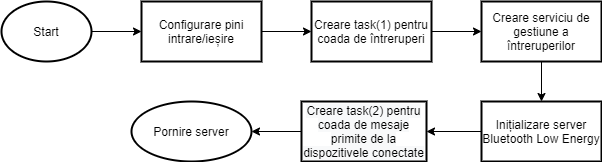 Start
Configurare pini
intrare/ieșire
Creare task(1) pentru
coada de întreruperi
Creare serviciu de
gestiune a
întreruperilor
Inițializare server
Bluetooth Low Energy
Creare task(2) pentru
coada de mesaje
primite de la
dispozitivele conectate
Pornire server